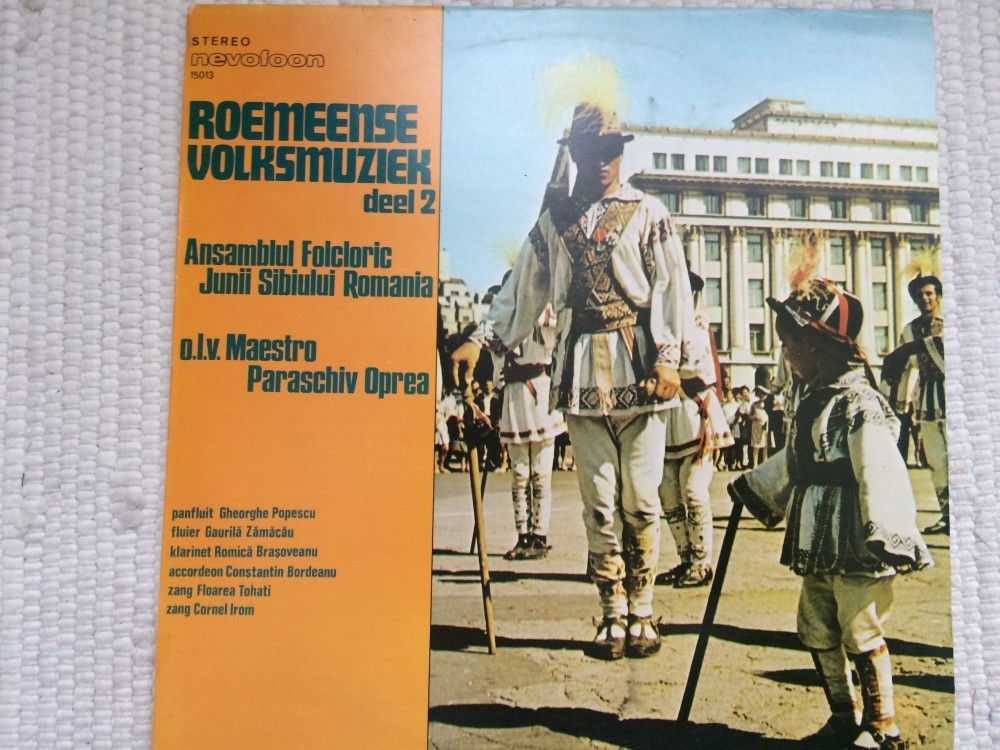 STEREO
nevofoon
15013
ROEMEENSE
VOLKSMUZIEK
deel 2
Ansamblul Folcloric
Junii Sibiului Romania
o.l.v. Maestro
Paraschiv Oprea
panfluit Gheorghe Popescu
fluier Gaurilă Zămăcău
klarinet Romică Brașoveanu
accordeon Constantin Bordeanu
zang Floarea Tohati
zang Cornel Irom